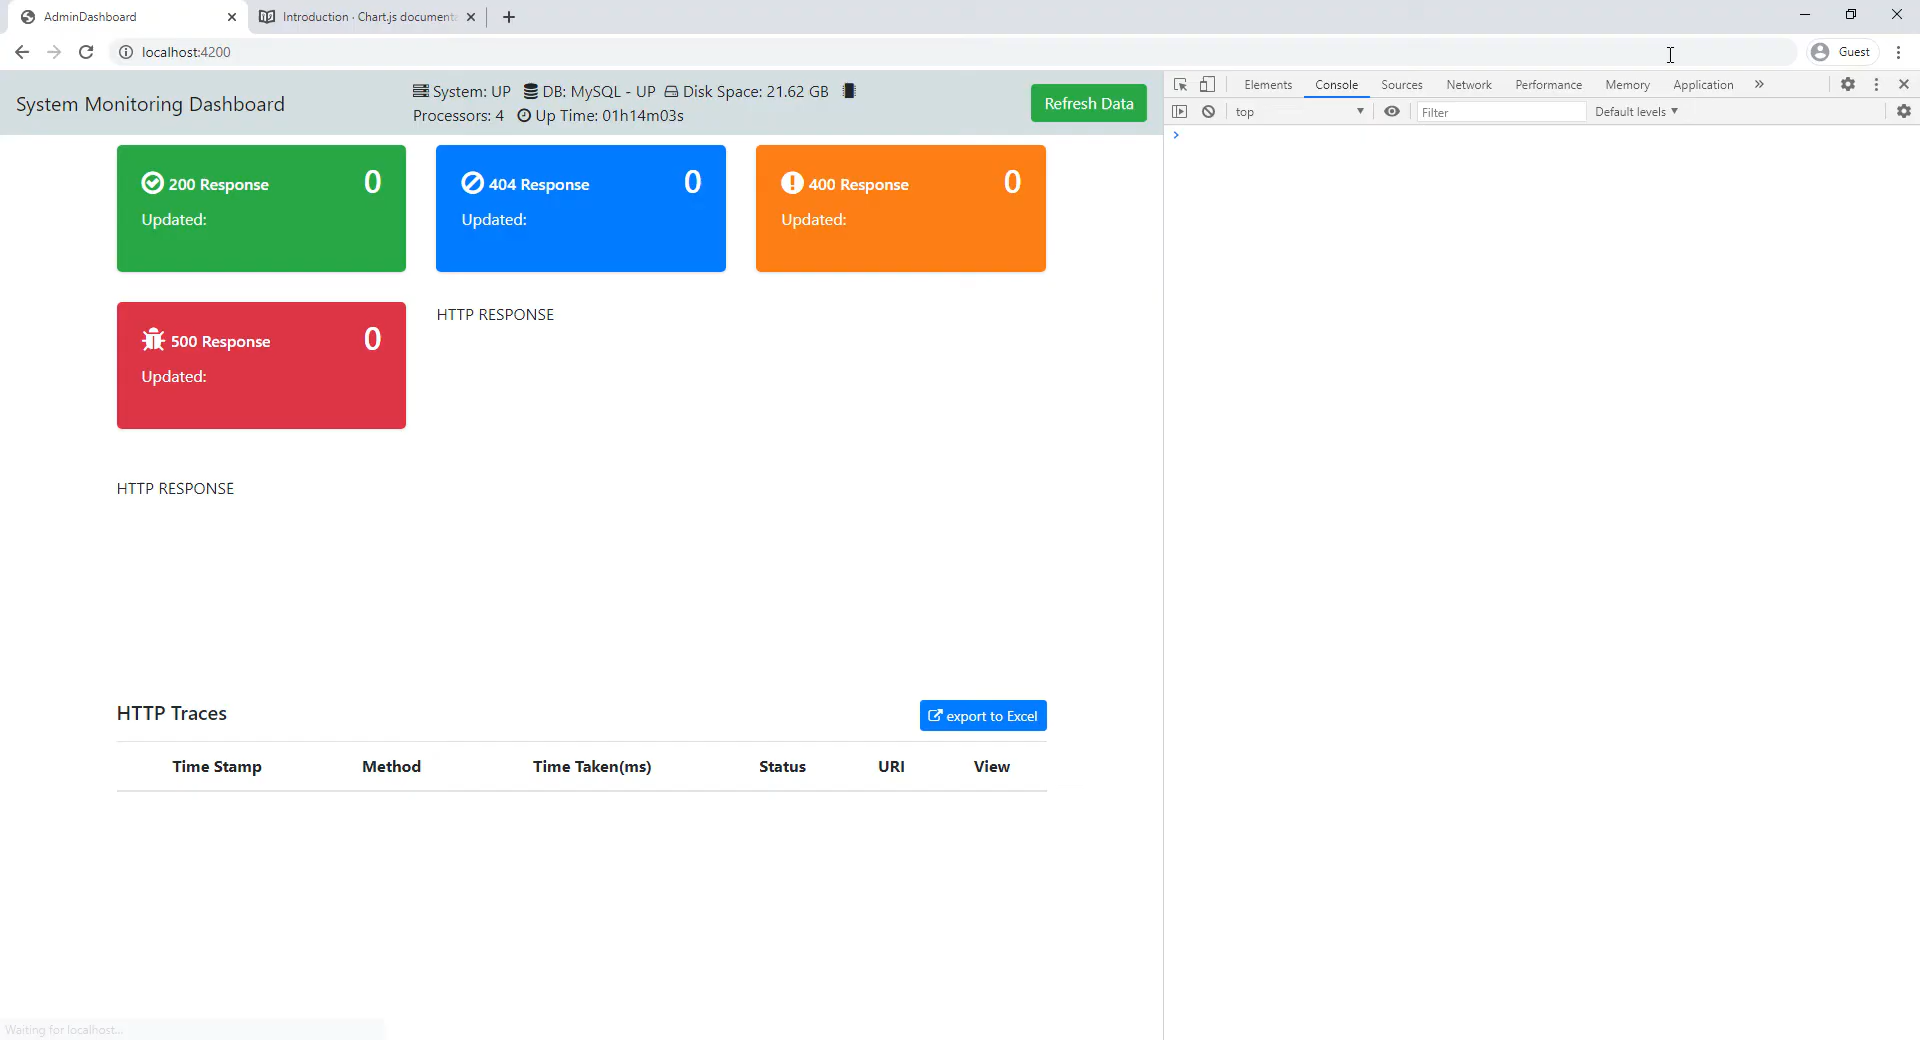 AdminDashboard
Introduction · Chart.js document
localhost:4200
Guest
System Monitoring Dashboard
System: UP DB: MySQL - UP Disk Space: 21.62 GB
Processors: 4 Up Time: 01h14m03s
Refresh Data
Elements Console Sources Network Performance Memory Application
top Filter Default levels
200 Response 0
Updated:
404 Response 0
Updated:
400 Response 0
Updated:
500 Response 0
Updated:
HTTP RESPONSE
HTTP RESPONSE
HTTP Traces
export to Excel
Time Stamp Method Time Taken(ms) Status URI View
Waiting for localhost...